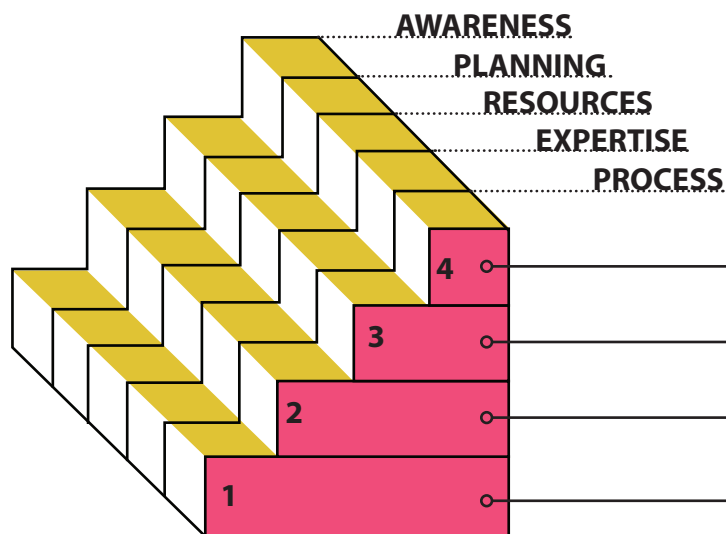 AWARENESS
PLANNING
RESOURCES
EXPERTISE
PROCESS
4
3
2
1